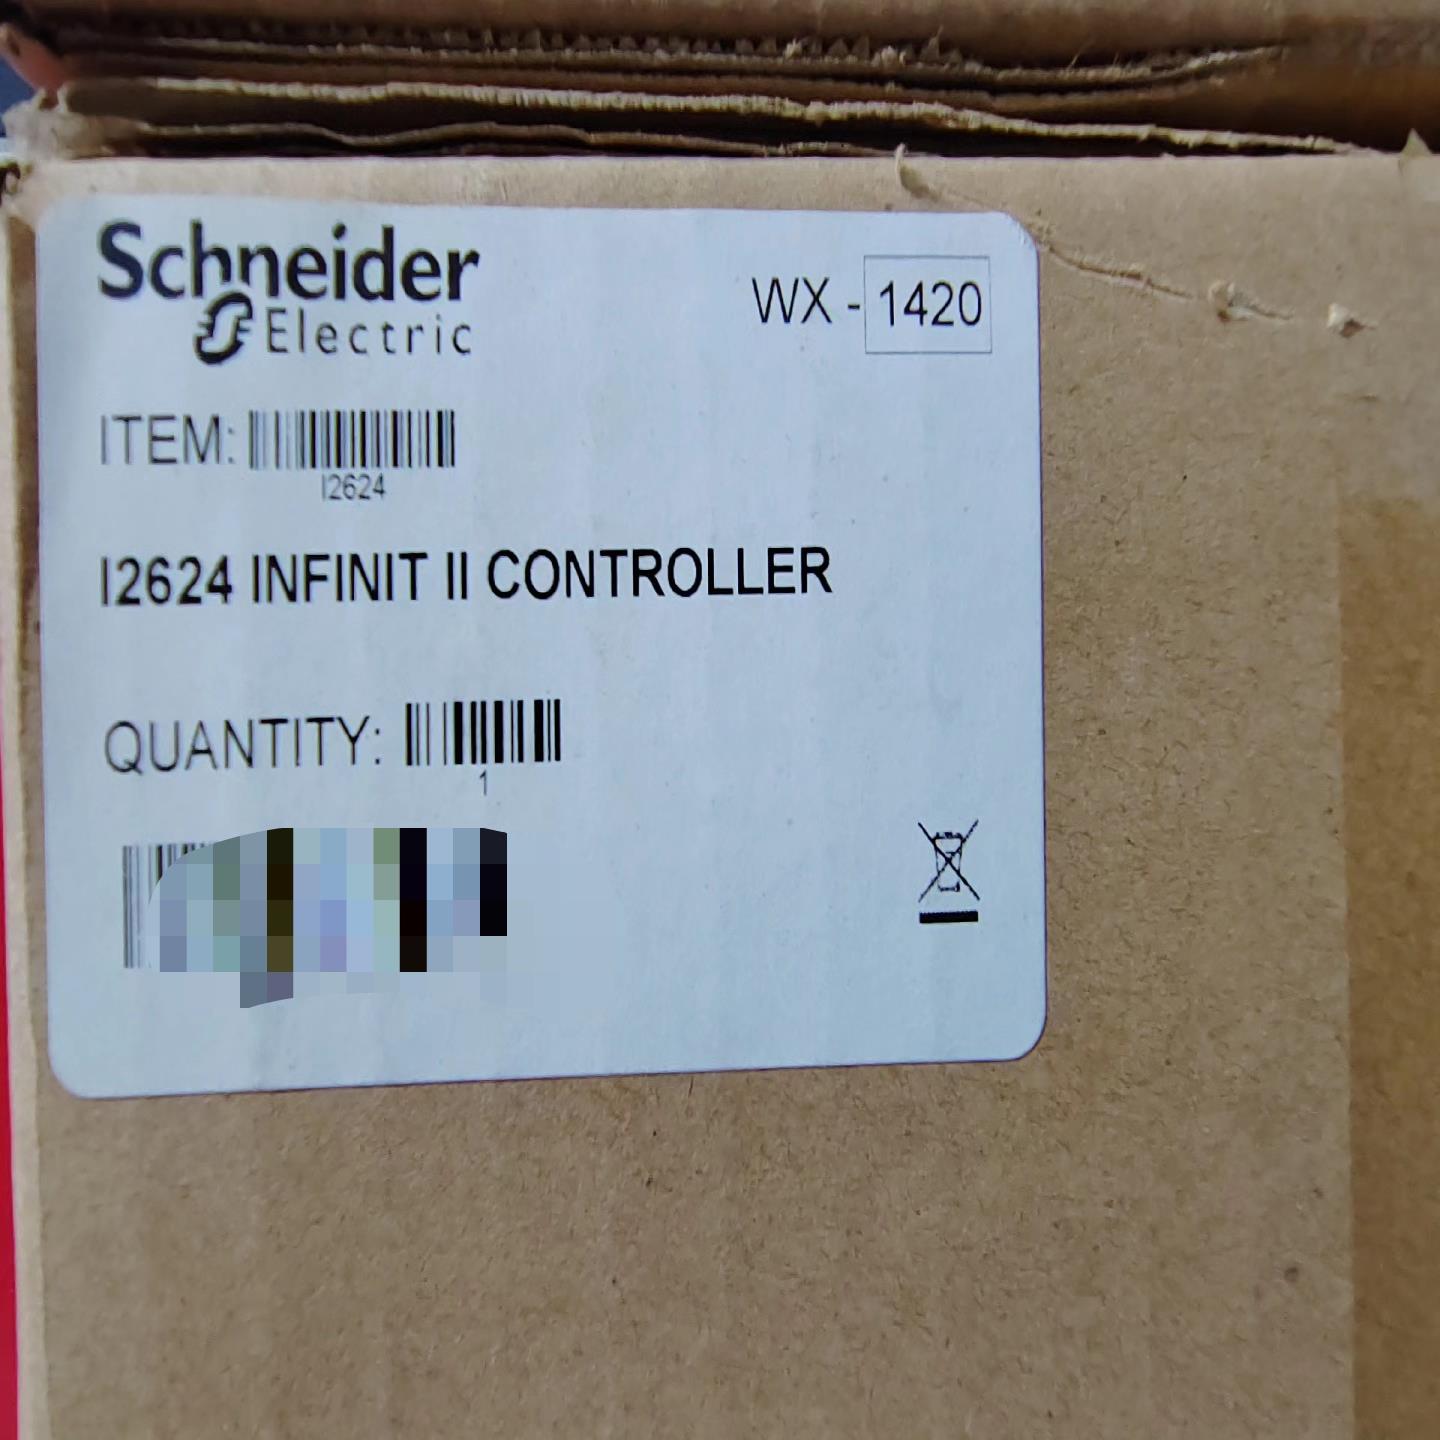 Schneider
Electric
WX - 1420
ITEM:
I2624
I2624 INFINIT II CONTROLLER
QUANTITY:
1